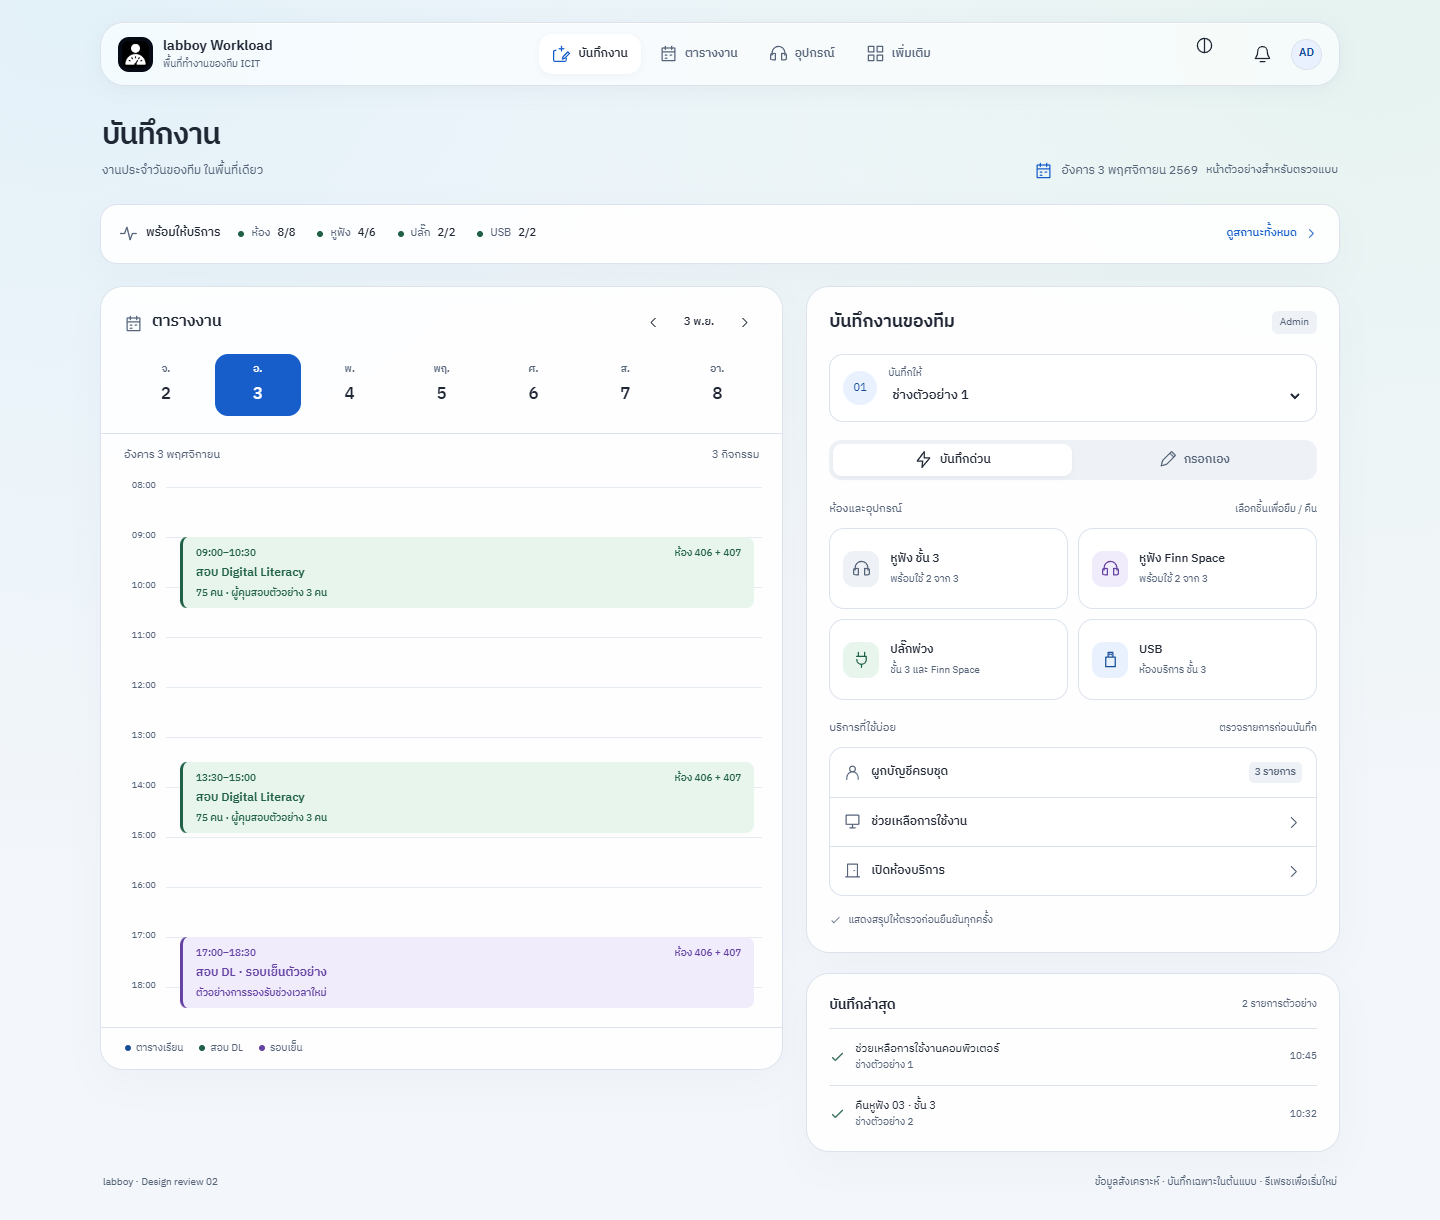 labboy Workload
พื้นที่ทำงานของทีม ICIT
บันทึกงาน
ตารางงาน
อุปกรณ์
เพิ่มเติม
AD
บันทึกงาน
งานประจำวันของทีม ในพื้นที่เดียว
อังคาร 3 พฤศจิกายน 2569 หน้าตัวอย่างสำหรับตรวจแบบ
พร้อมให้บริการ
ห้อง 8/8
หูฟัง 4/6
ปลั๊ก 2/2
USB 2/2
ดูสถานะทั้งหมด
ตารางงาน
3 พ.ย.
จ. อ. พ. พฤ. ศ. ส. อา.
2 3 4 5 6 7 8
อังคาร 3 พฤศจิกายน
3 กิจกรรม
08:00
09:00
09:00–10:30
ห้อง 406 + 407
สอบ Digital Literacy
10:00
75 คน · ผู้คุมสอบตัวอย่าง 3 คน
11:00
12:00
13:00
13:30–15:00
ห้อง 406 + 407
14:00
สอบ Digital Literacy
75 คน · ผู้คุมสอบตัวอย่าง 3 คน
15:00
16:00
17:00
17:00–18:30
ห้อง 406 + 407
สอบ DL · รอบเย็นตัวอย่าง
18:00
ตัวอย่างการรองรับช่วงเวลาใหม่
ตารางเรียน
สอบ DL
รอบเย็น
บันทึกงานของทีม
Admin
01
บันทึกให้
ช่างตัวอย่าง 1
บันทึกด่วน
กรอกเอง
ห้องและอุปกรณ์
เลือกชิ้นเพื่อยืม / คืน
หูฟัง ชั้น 3
พร้อมใช้ 2 จาก 3
หูฟัง Finn Space
พร้อมใช้ 2 จาก 3
ปลั๊กพ่วง
ชั้น 3 และ Finn Space
USB
ห้องบริการ ชั้น 3
บริการที่ใช้บ่อย
ตรวจรายการก่อนบันทึก
ผูกบัญชีครบชุด
3 รายการ
ช่วยเหลือการใช้งาน
เปิดห้องบริการ
แสดงสรุปให้ตรวจก่อนยืนยันทุกครั้ง
บันทึกล่าสุด
2 รายการตัวอย่าง
ช่วยเหลือการใช้งานคอมพิวเตอร์
ช่างตัวอย่าง 1
10:45
คืนหูฟัง 03 · ชั้น 3
ช่างตัวอย่าง 2
10:32
labboy · Design review 02
ข้อมูลสังเคราะห์ · บันทึกเฉพาะในต้นแบบ · รีเฟรชเพื่อเริ่มใหม่